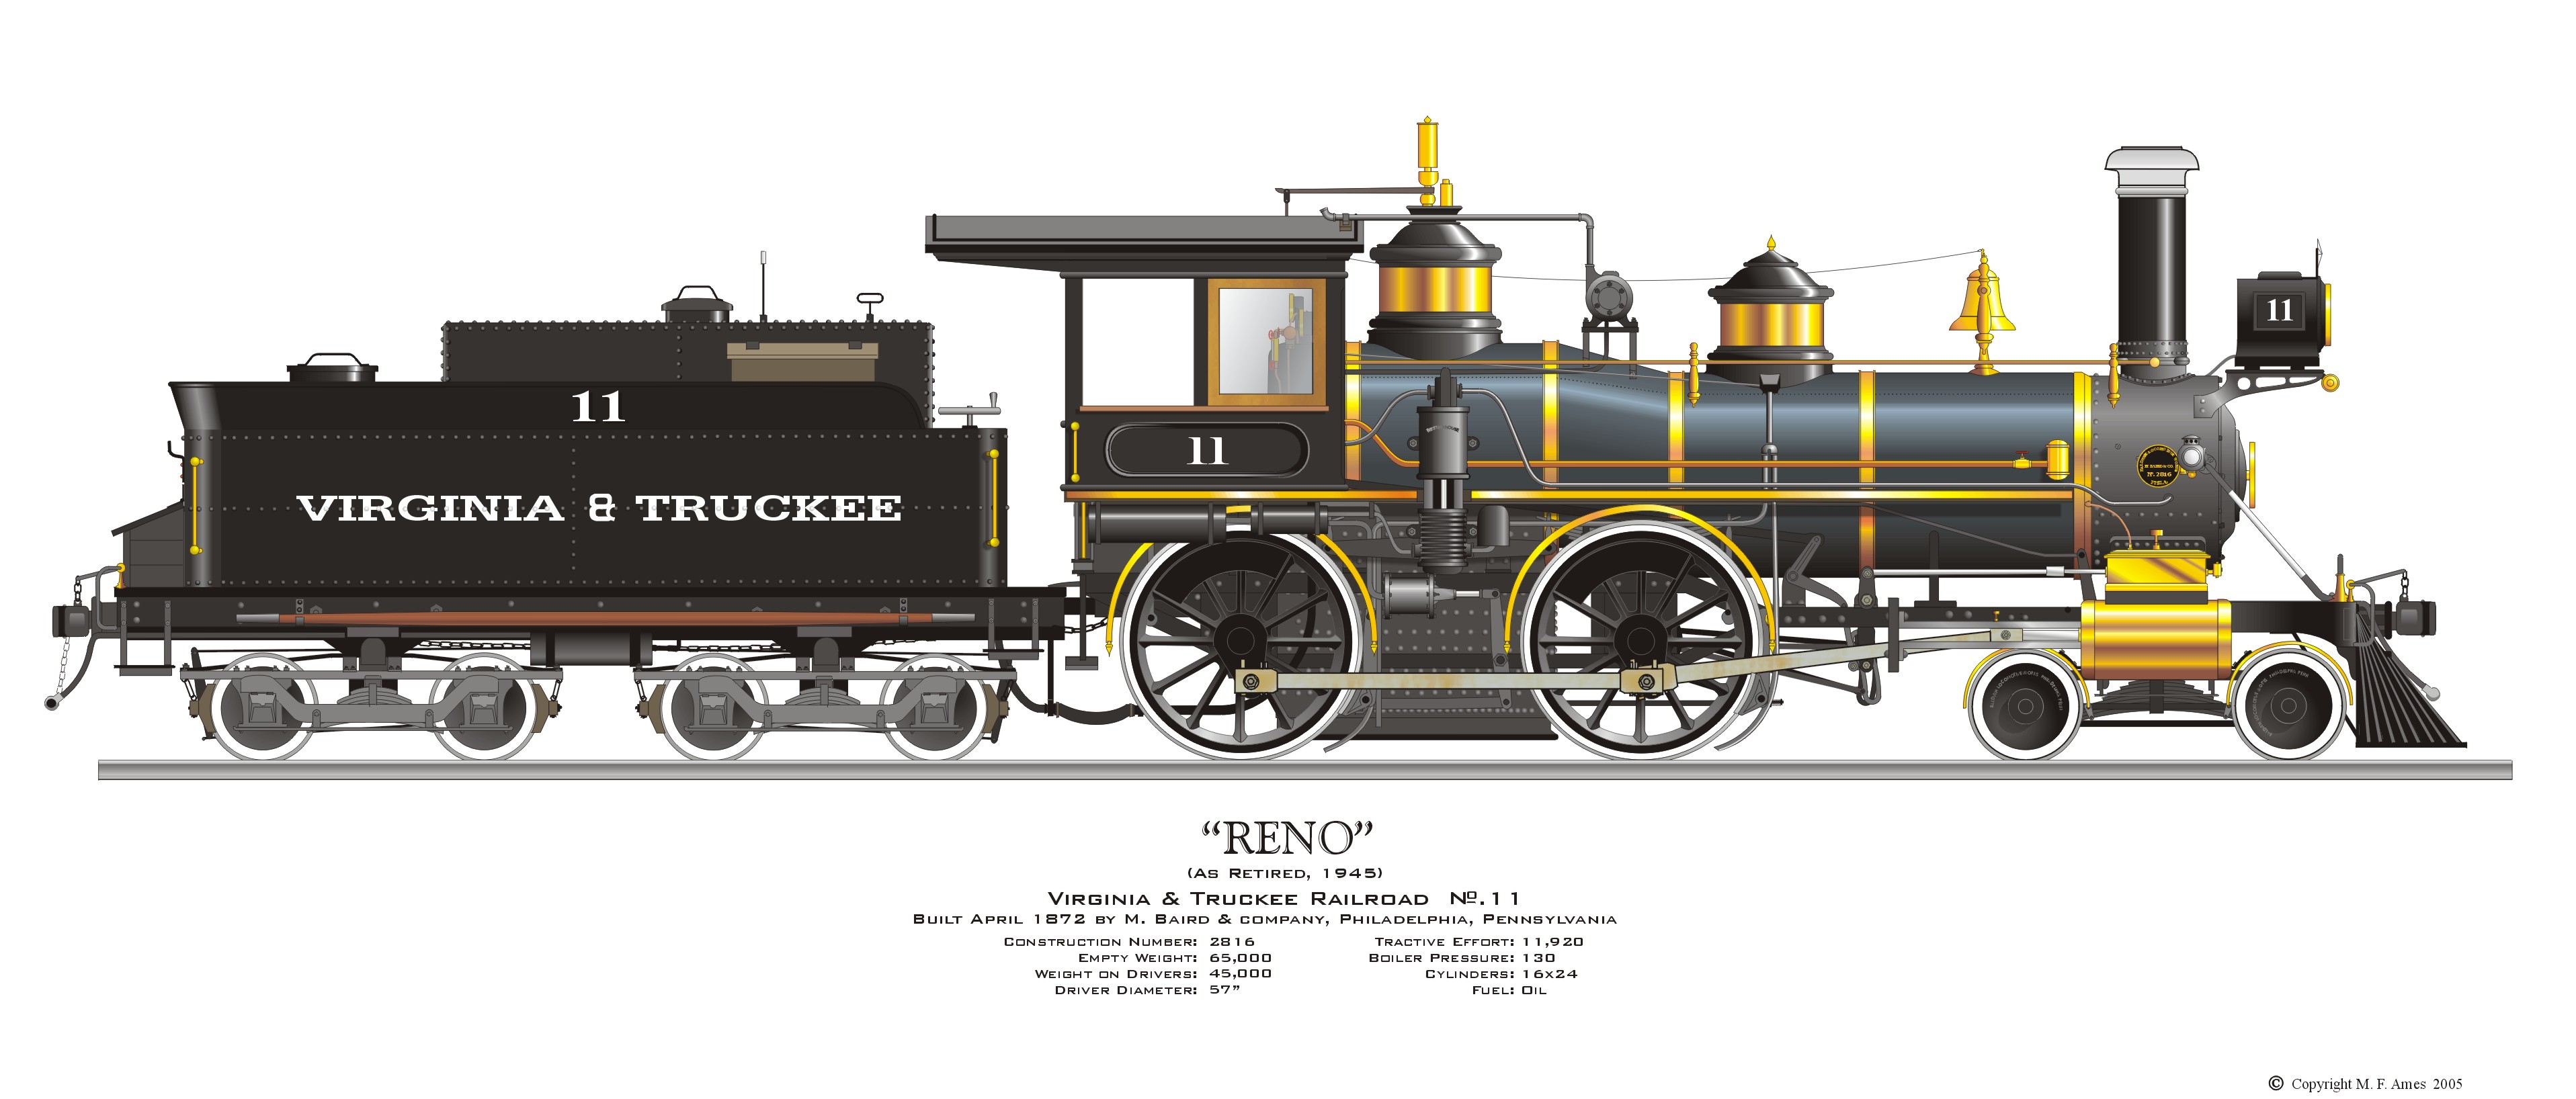 11
11
11
VIRGINIA & TRUCKEE
"RENO"
(As Retired, 1945)
Virginia & Truckee Railroad Nº.11
Built April 1872 by M. Baird & company, Philadelphia, Pennsylvania
Construction Number: 2816
Empty Weight: 65,000
Weight on Drivers: 45,000
Driver Diameter: 57"
Tractive Effort: 11,920
Boiler Pressure: 130
Cylinders: 16x24
Fuel: Oil
© Copyright M. F. Ames 2005